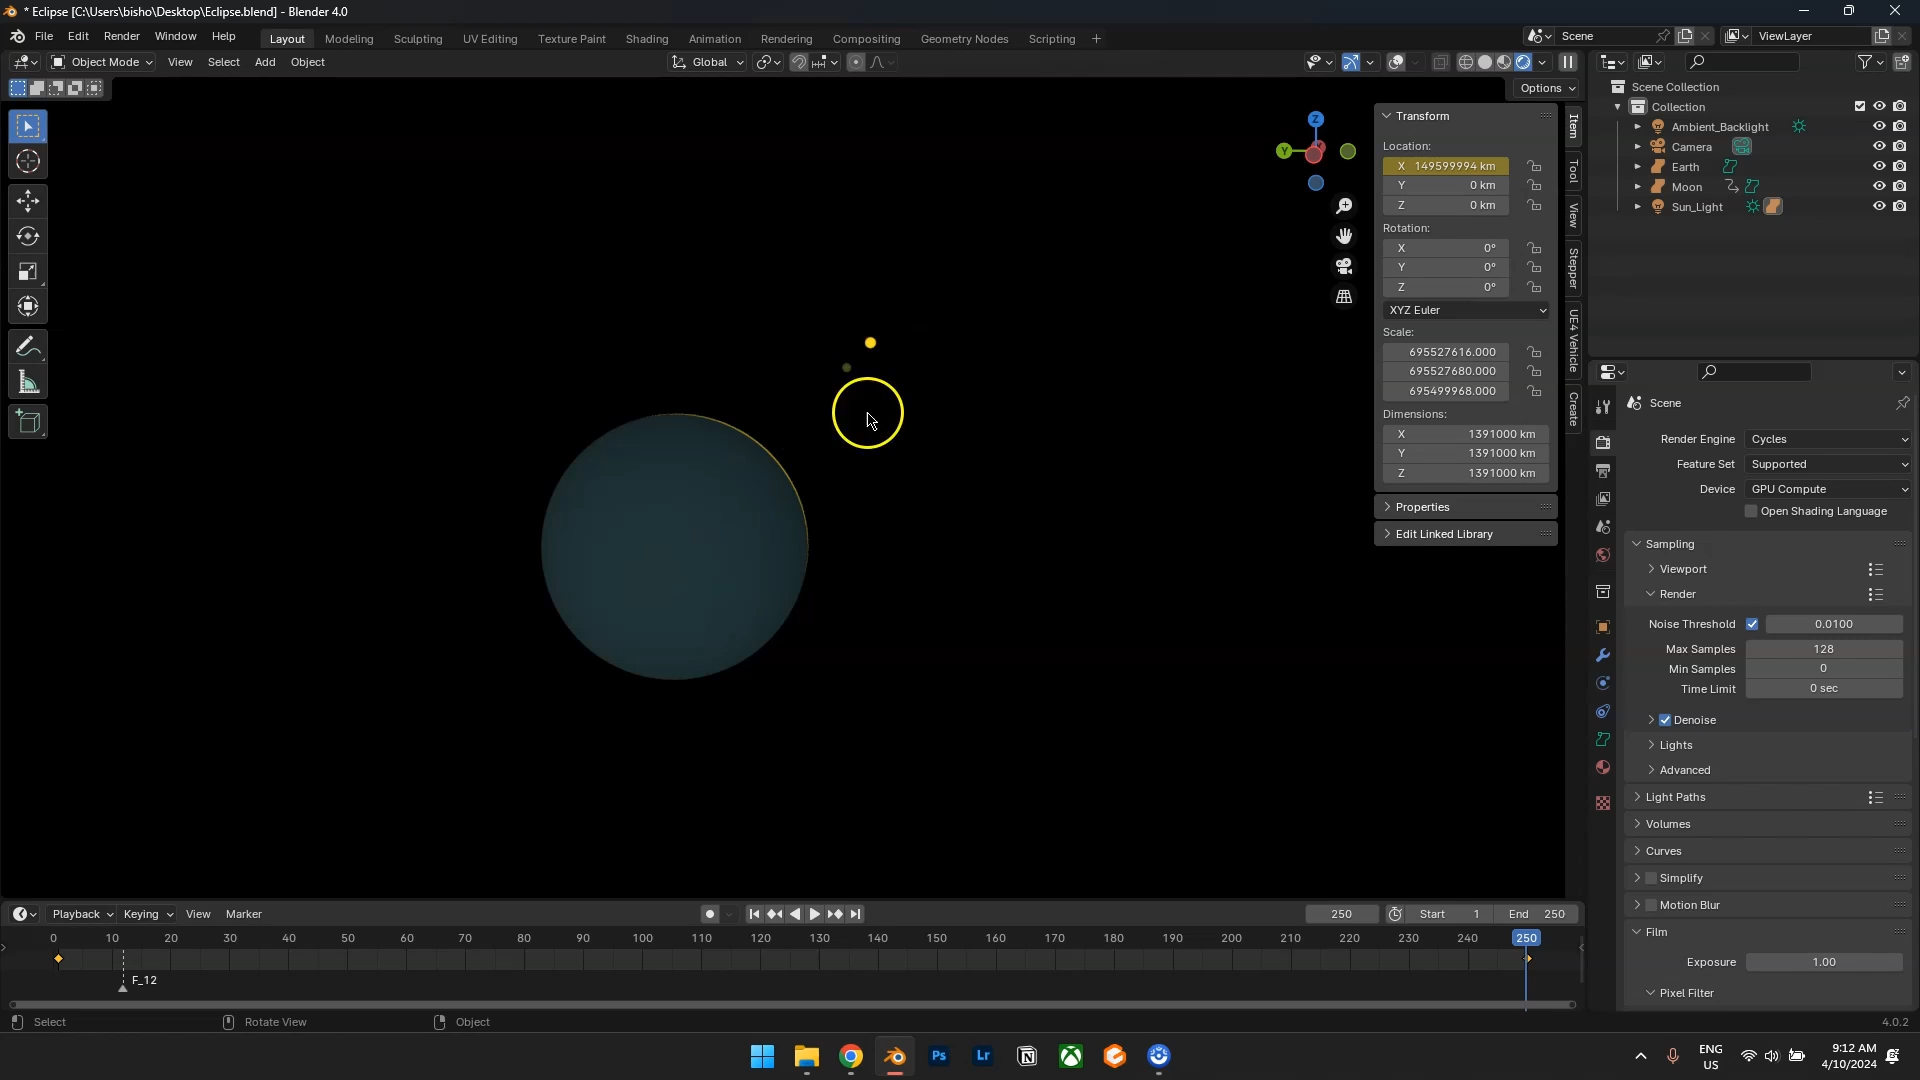 * Eclipse [C:\Users\bisho\Desktop\Eclipse.blend] - Blender 4.0
File Edit Render Window Help Layout Modeling Sculpting UV Editing Texture Paint Shading Animation Rendering Compositing Geometry Nodes Scripting + Scene ViewLayer
Object Mode View Select Add Object Global
Options
Transform
Location:
X 149599994 km
Y 0 km
Z 0 km
Rotation:
X 0°
Y 0°
Z 0°
XYZ Euler
Scale:
695527616.000
695527680.000
695499968.000
Dimensions:
X 1391000 km
Y 1391000 km
Z 1391000 km
Properties
Edit Linked Library
Z
Y
Item
Tool
View
Stepper
UE4 Vehicle
Create
Scene Collection
Collection
Ambient_Backlight
Camera
Earth
Moon
Sun_Light
Scene
Render Engine Cycles
Feature Set Supported
Device GPU Compute
Open Shading Language
Sampling
Viewport
Render
Noise Threshold 0.0100
Max Samples 128
Min Samples 0
Time Limit 0 sec
Denoise
Lights
Advanced
Light Paths
Volumes
Curves
Simplify
Motion Blur
Film
Exposure 1.00
Pixel Filter
Playback Keying View Marker 250 Start 1 End 250
0 10 20 30 40 50 60 70 80 90 100 110 120 130 140 150 160 170 180 190 200 210 220 230 240 250
F_12
Select Rotate View Object 4.0.2
Ps Lr
ENG
US
9:12 AM
4/10/2024